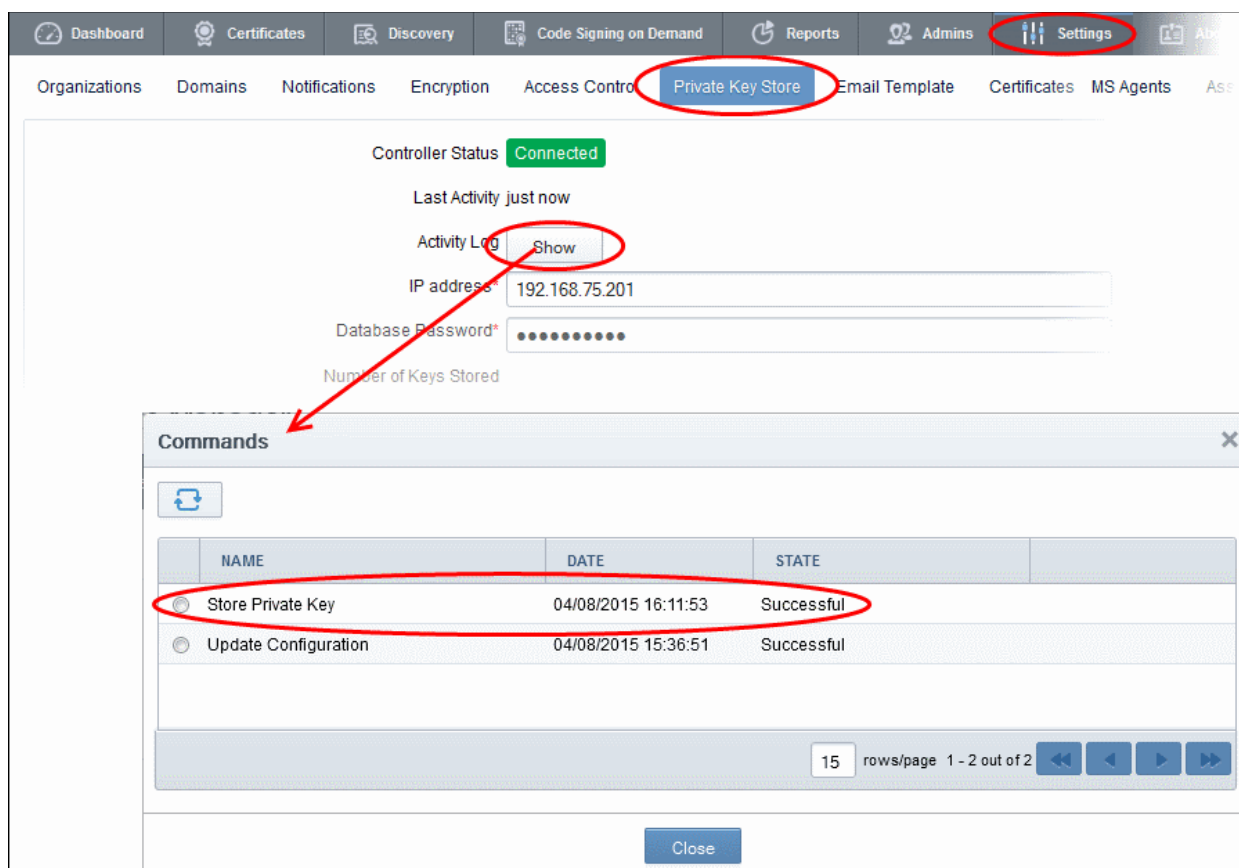 Dashboard Certificates Discovery Code Signing on Demand Reports Admins Settings
Organizations Domains Notifications Encryption Access Control Private Key Store Email Template Certificates MS Agents
Controller Status Connected
Last Activity just now
Activity Log Show
IP address* 192.168.75.201
Database Password* ●●●●●●●●●●
Number of Keys Stored
Commands
NAME DATE STATE
Store Private Key 04/08/2015 16:11:53 Successful
Update Configuration 04/08/2015 15:36:51 Successful
15 rows/page 1 - 2 out of 2
Close